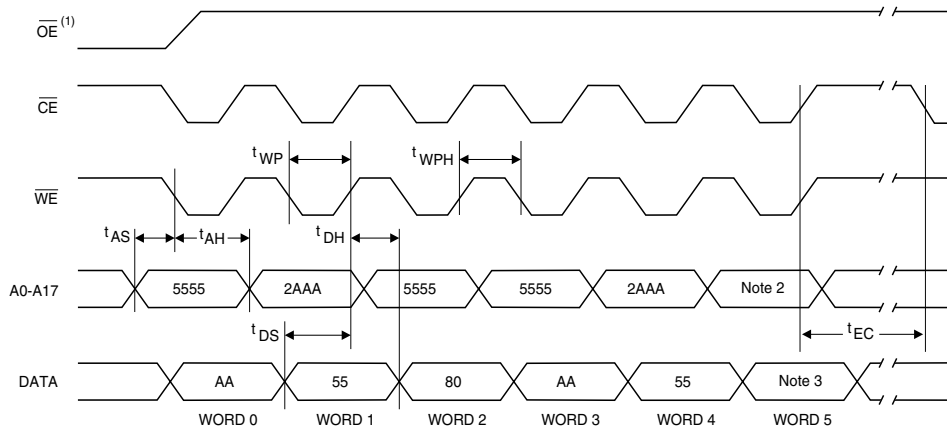 OE (1)
CE
t WP
t WPH
WE
t AS
t AH
t DH
A0-A17
5555
2AAA
5555
5555
2AAA
Note 2
t DS
t EC
DATA
AA
55
80
AA
55
Note 3
WORD 0
WORD 1
WORD 2
WORD 3
WORD 4
WORD 5